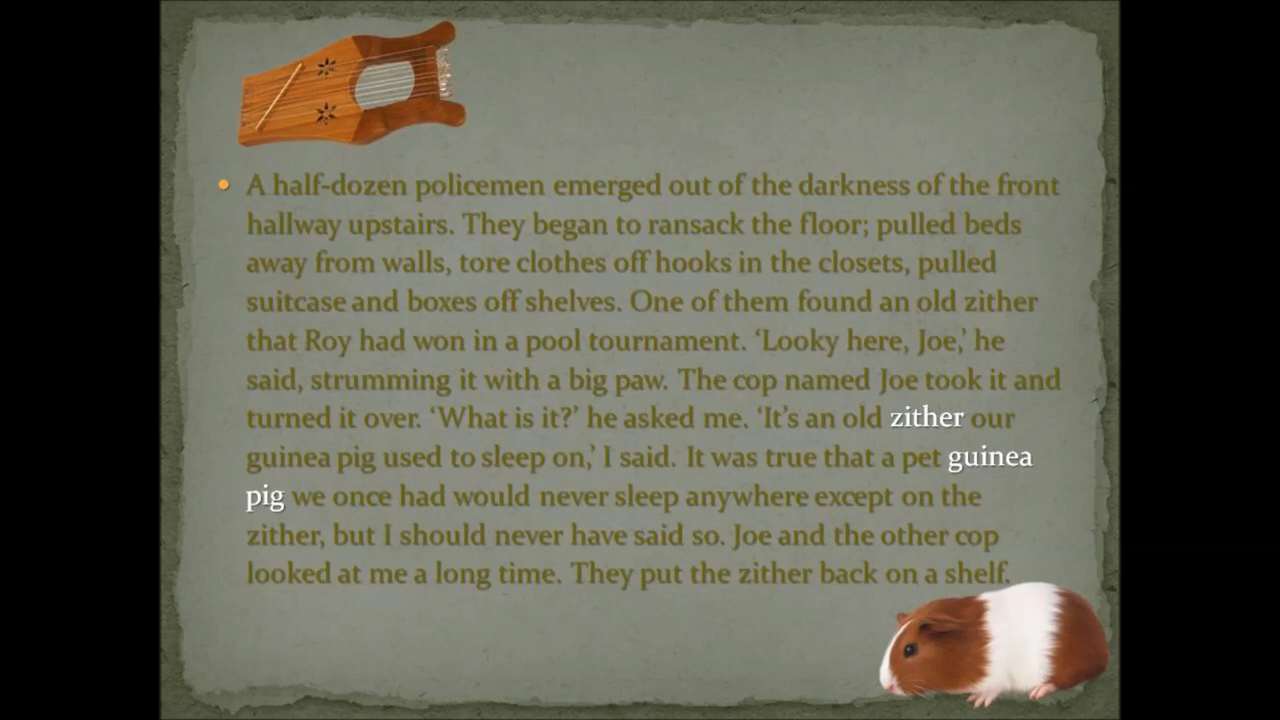 A half-dozen policemen emerged out of the darkness of the front
hallway upstairs. They began to ransack the floor; pulled beds
away from walls, tore clothes off hooks in the closets, pulled
suitcase and boxes off shelves. One of them found an old zither
that Roy had won in a pool tournament. ‘Looky here, Joe,’ he
said, strumming it with a big paw. The cop named Joe took it and
turned it over. ‘What is it?’ he asked me. ‘It’s an old zither our
guinea pig used to sleep on,’ I said. It was true that a pet guinea
pig we once had would never sleep anywhere except on the
zither, but I should never have said so. Joe and the other cop
looked at me a long time. They put the zither back on a shelf.